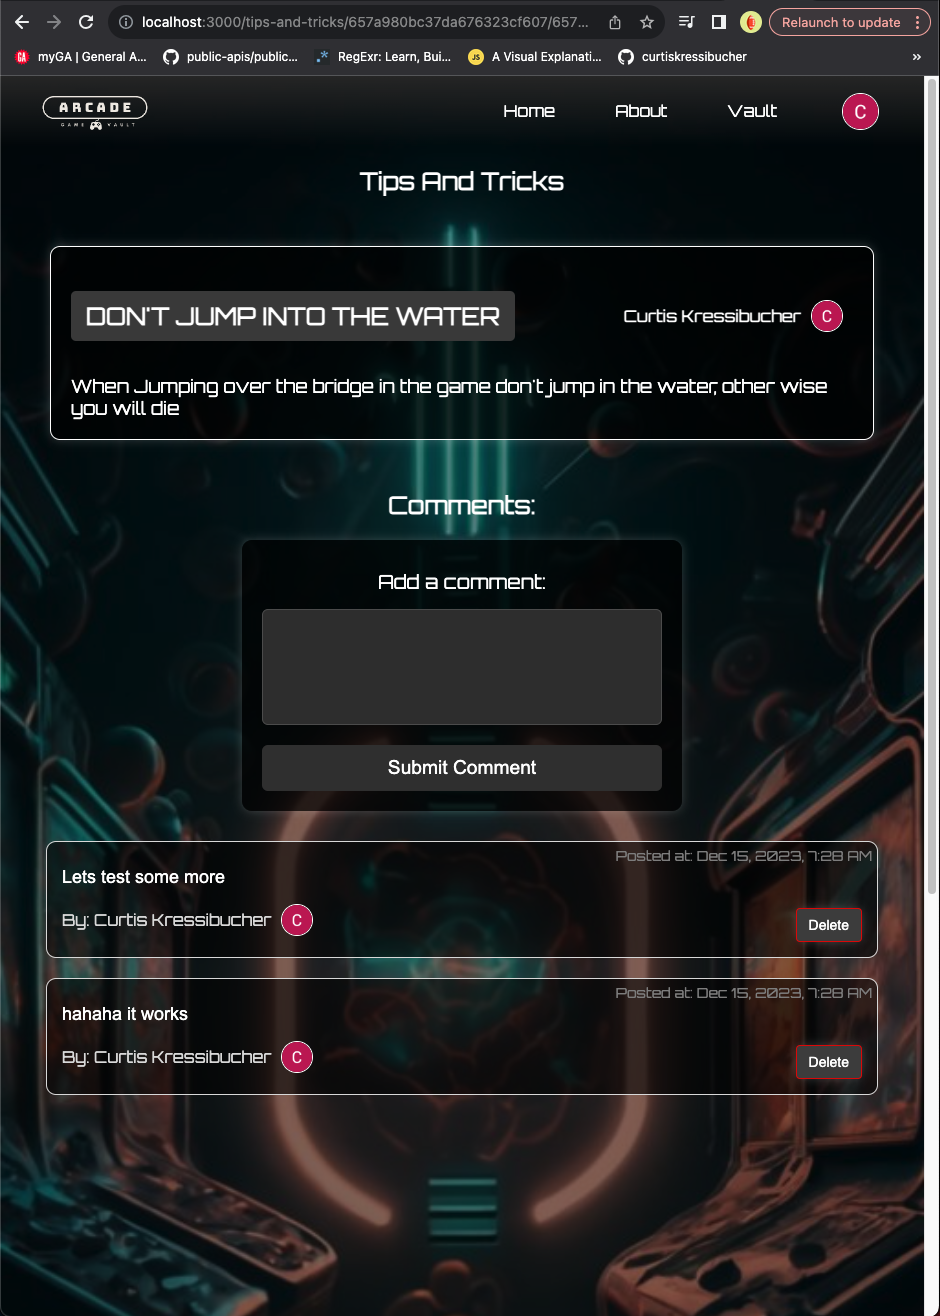 localhost:3000/tips-and-tricks/657a980bc37da676323cf607/657...
Relaunch to update
GA myGA | General A...
public-apis/public...
.* RegExr: Learn, Bui...
JS A Visual Explanati...
curtiskressibucher
»
ARCADE
GAME VAULT
Home About Vault C
Tips And Tricks
DON'T JUMP INTO THE WATER
Curtis Kressibucher C
When Jumping over the bridge in the game don't jump in the water, other wise
you will die
Comments:
Add a comment:
Submit Comment
Posted at: Dec 15, 2023, 7:28 AM
Lets test some more
By: Curtis Kressibucher C
Delete
Posted at: Dec 15, 2023, 7:28 AM
hahaha it works
By: Curtis Kressibucher C
Delete